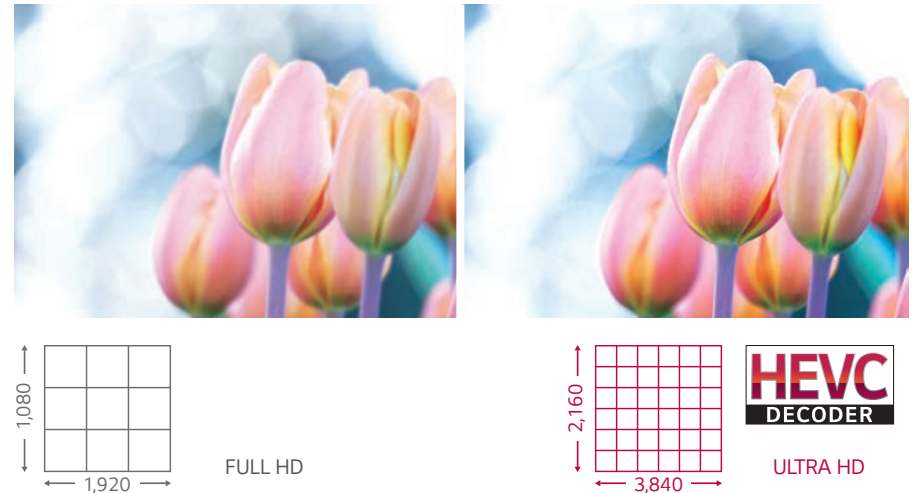 1,080
1,920
FULL HD
2,160
3,840
HEVC
DECODER
ULTRA HD